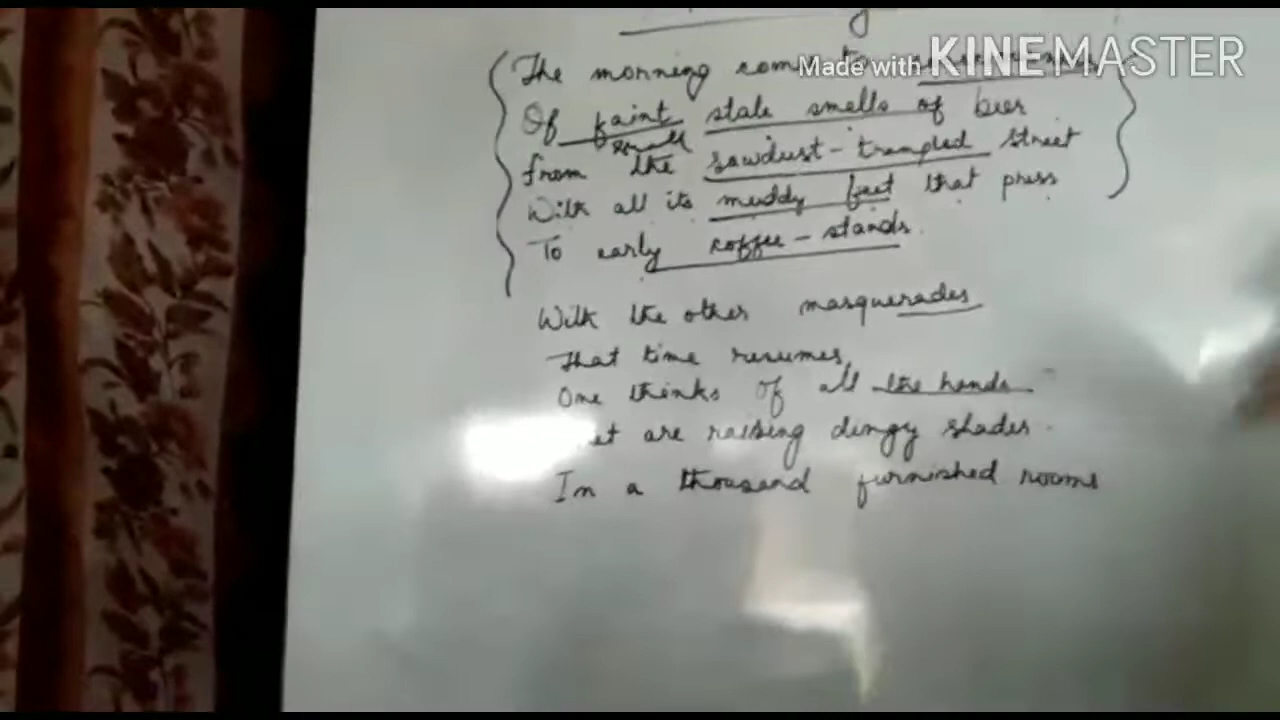 Made with KINEMASTER
The morning comes to
Of faint stale smells of beer
small
from the sawdust-trampled street
With all its muddy feet that press
To early coffee-stands.
With the other masquerades
That time resumes,
One thinks of all the hands
are raising dingy shades
In a thousand furnished rooms